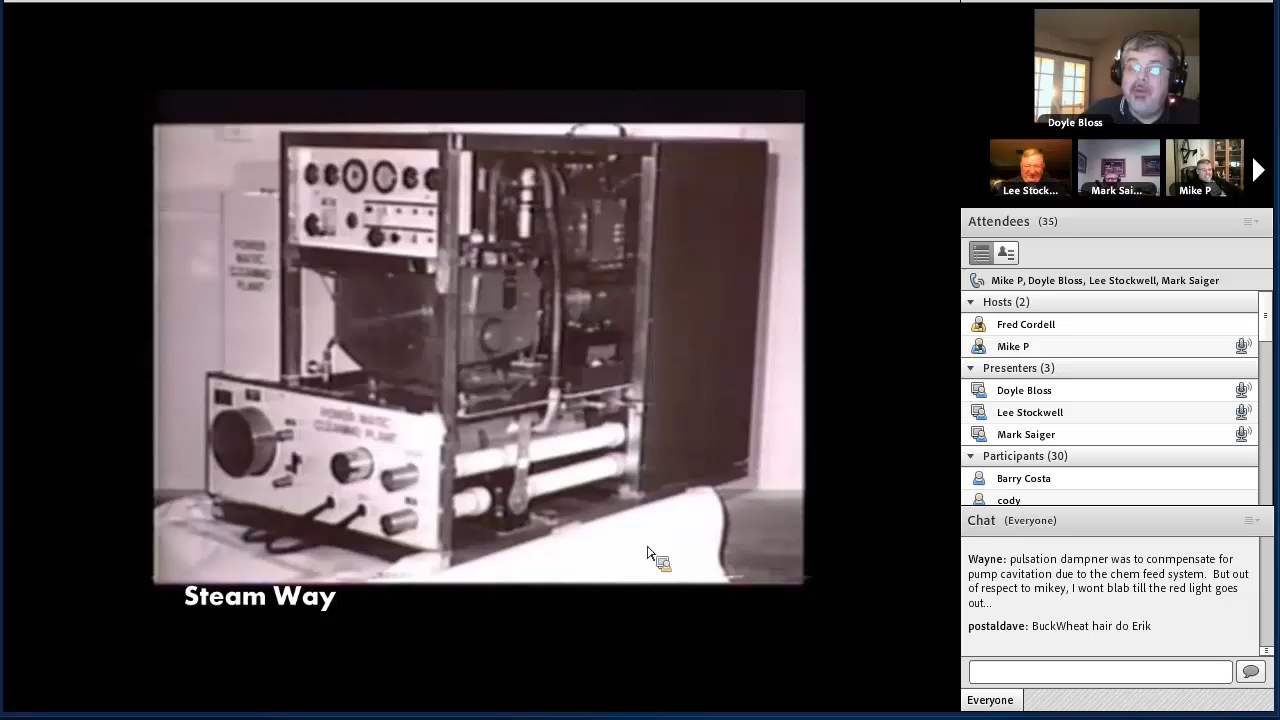 POWER
MATIC
CLEANING
PLANT
POWER MATIC
CLEANING PLANT
Steam Way
Doyle Bloss
Lee Stock...
Mark Sai...
Mike P
Attendees (35)
Mike P, Doyle Bloss, Lee Stockwell, Mark Saiger
Hosts (2)
Fred Cordell
Mike P
Presenters (3)
Doyle Bloss
Lee Stockwell
Mark Saiger
Participants (30)
Barry Costa
cody
Chat (Everyone)
Wayne: pulsation dampner was to conmpensate for
pump cavitation due to the chem feed system. But out
of respect to mikey, I wont blab till the red light goes
out...
postaldave: BuckWheat hair do Erik
Everyone